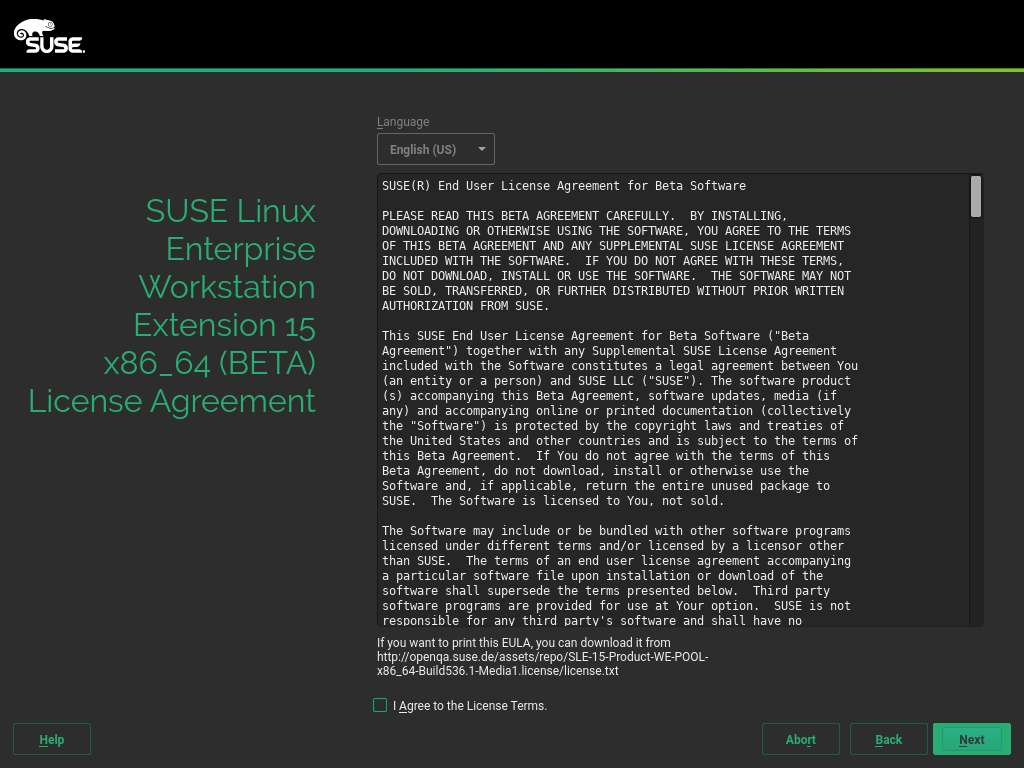 SUSE
Language
English (US)
SUSE Linux
Enterprise
Workstation
Extension 15
x86_64 (BETA)
License Agreement
SUSE(R) End User License Agreement for Beta Software
PLEASE READ THIS BETA AGREEMENT CAREFULLY.  BY INSTALLING,
DOWNLOADING OR OTHERWISE USING THE SOFTWARE, YOU AGREE TO THE TERMS
OF THIS BETA AGREEMENT AND ANY SUPPLEMENTAL SUSE LICENSE AGREEMENT
INCLUDED WITH THE SOFTWARE.  IF YOU DO NOT AGREE WITH THESE TERMS,
DO NOT DOWNLOAD, INSTALL OR USE THE SOFTWARE.  THE SOFTWARE MAY NOT
BE SOLD, TRANSFERRED, OR FURTHER DISTRIBUTED WITHOUT PRIOR WRITTEN
AUTHORIZATION FROM SUSE.
This SUSE End User License Agreement for Beta Software ("Beta
Agreement") together with any Supplemental SUSE License Agreement
included with the Software constitutes a legal agreement between You
(an entity or a person) and SUSE LLC ("SUSE"). The software product
(s) accompanying this Beta Agreement, software updates, media (if
any) and accompanying online or printed documentation (collectively
the "Software") is protected by the copyright laws and treaties of
the United States and other countries and is subject to the terms of
this Beta Agreement.  If You do not agree with the terms of this
Beta Agreement, do not download, install or otherwise use the
Software and, if applicable, return the entire unused package to
SUSE.  The Software is licensed to You, not sold.
The Software may include or be bundled with other software programs
licensed under different terms and/or licensed by a licensor other
than SUSE.  The terms of an end user license agreement accompanying
a particular software file upon installation or download of the
software shall supersede the terms presented below.  Third party
software programs are provided for use at Your option.  SUSE is not
responsible for any third party's software and shall have no
If you want to print this EULA, you can download it from
http://openqa.suse.de/assets/repo/SLE-15-Product-WE-POOL-
x86_64-Build536.1-Media1.license/license.txt
I Agree to the License Terms.
Help
Abort
Back
Next